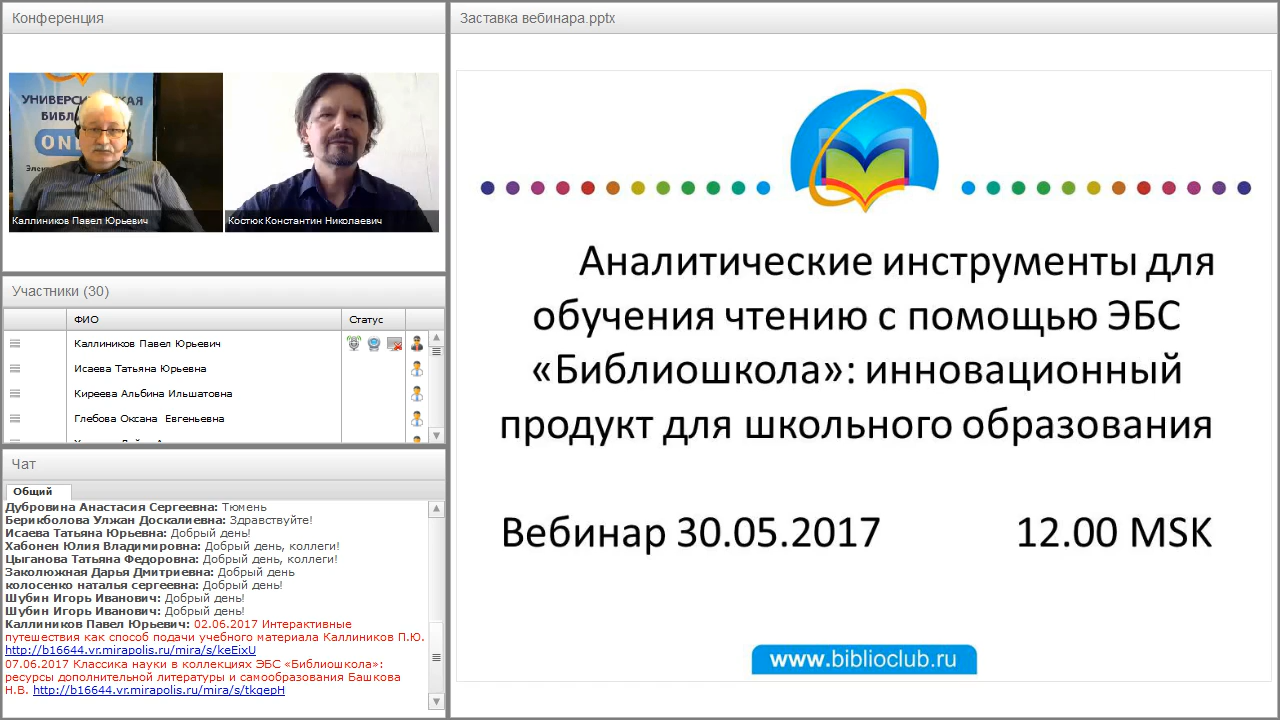 Конференция
УНИВЕРСИТЕТСКАЯ
ONL
Каллиников Павел Юрьевич
Костюк Константин Николаевич
Участники (30)
ФИО
Статус
Каллиников Павел Юрьевич
Исаева Татьяна Юрьевна
Киреева Альбина Ильшатовна
Глебова Оксана Евгеньевна
Чат
Общий
Дубровина Анастасия Сергеевна: Тюмень
Берикболова Улжан Доскалиевна: Здравствуйте!
Исаева Татьяна Юрьевна: Добрый день!
Хабонен Юлия Владимировна: Добрый день, коллеги!
Цыганова Татьяна Федоровна: Добрый день, коллеги!
Заколюжная Дарья Дмитриевна: Добрый день
колосенко наталья сергеевна: Добрый день!
Шубин Игорь Иванович: Добрый день!
Шубин Игорь Иванович: Добрый день!
Каллиников Павел Юрьевич: 02.06.2017 Интерактивные
путешествия как способ подачи учебного материала Каллиников П.Ю.
http://b16644.vr.mirapolis.ru/mira/s/keEixU
07.06.2017 Классика науки в коллекциях ЭБС «Библиошкола»:
ресурсы дополнительной литературы и самообразования Башкова
Н.В. http://b16644.vr.mirapolis.ru/mira/s/tkqepH
Заставка вебинара.pptx
Аналитические инструменты для
обучения чтению с помощью ЭБС
«Библиошкола»: инновационный
продукт для школьного образования
Вебинар 30.05.2017 12.00 MSK
www.biblioclub.ru